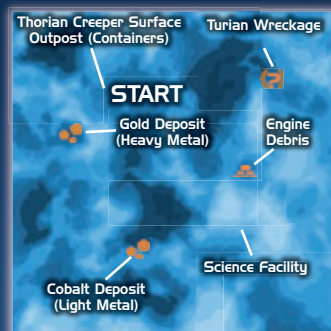 Thorian Creeper Surface
Outpost (Containers)
Turian Wreckage
START
Gold Deposit
(Heavy Metal)
Engine
Debris
Science Facility
Cobalt Deposit
(Light Metal)